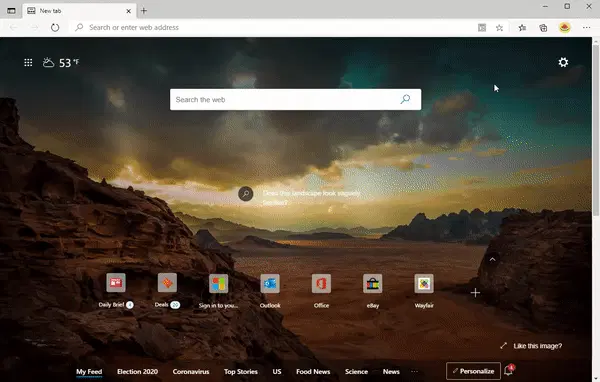 New tab
Search or enter web address
53 °F
Search the web
Does this landscape look vaguely
familiar?
Daily Brief 4
Deals 20
Sign in to you...
Outlook
Office
eBay
Wayfair
Like this image?
My Feed Election 2020 Coronavirus Top Stories US Food News Science News ... Personalize